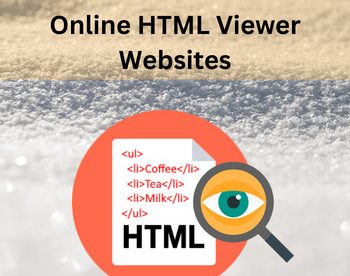 Online HTML Viewer
Websites
<ul>
<li>Coffee</li>
<li>Tea</li>
<li>Milk</li>
</ul>
HTML